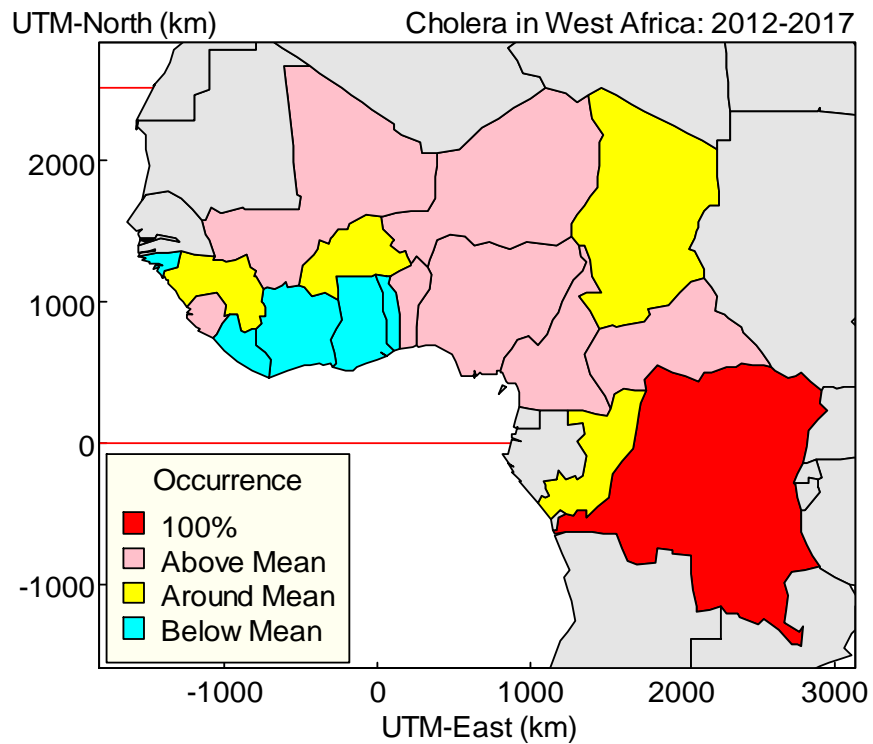 UTM-North (km)
Cholera in West Africa: 2012-2017
2000
1000
0
-1000
Occurrence
100%
Above Mean
Around Mean
Below Mean
-1000
0
1000
2000
3000
UTM-East (km)